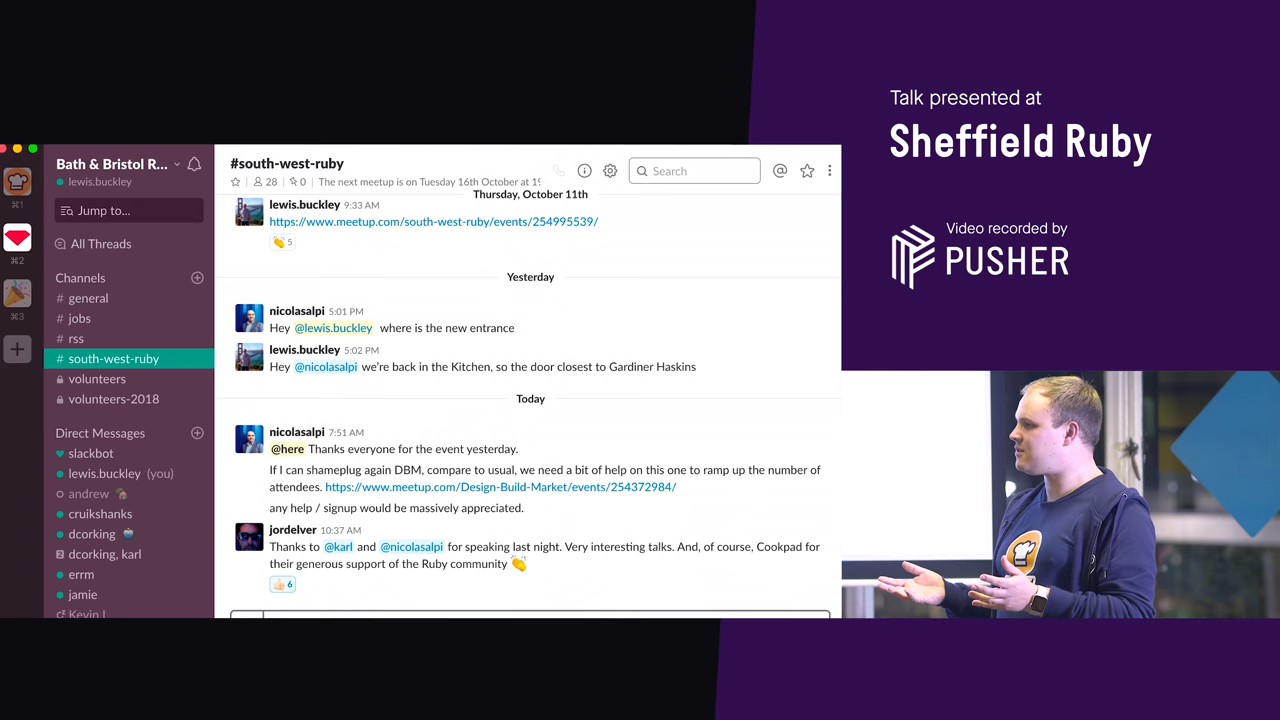 Talk presented at
Sheffield Ruby
Video recorded by
PUSHER
⌘1
⌘2
⌘3
Bath & Bristol R...
lewis.buckley
Jump to...
All Threads
Channels
# general
# jobs
# rss
# south-west-ruby
volunteers
volunteers-2018
Direct Messages
slackbot
lewis.buckley (you)
andrew
cruikshanks
dcorking
2 dcorking, karl
errm
jamie
Kevin L
#south-west-ruby
28 | 0 | The next meetup is on Tuesday 16th October at 19
Search
Thursday, October 11th
lewis.buckley 9:33 AM
https://www.meetup.com/south-west-ruby/events/254995539/
5
Yesterday
nicolasalpi 5:01 PM
Hey @lewis.buckley where is the new entrance
lewis.buckley 5:02 PM
Hey @nicolasalpi we're back in the Kitchen, so the door closest to Gardiner Haskins
Today
nicolasalpi 7:51 AM
@here Thanks everyone for the event yesterday.
If I can shameplug again DBM, compare to usual, we need a bit of help on this one to ramp up the number of
attendees. https://www.meetup.com/Design-Build-Market/events/254372984/
any help / signup would be massively appreciated.
jordelver 10:37 AM
Thanks to @karl and @nicolasalpi for speaking last night. Very interesting talks. And, of course, Cookpad for
their generous support of the Ruby community
6